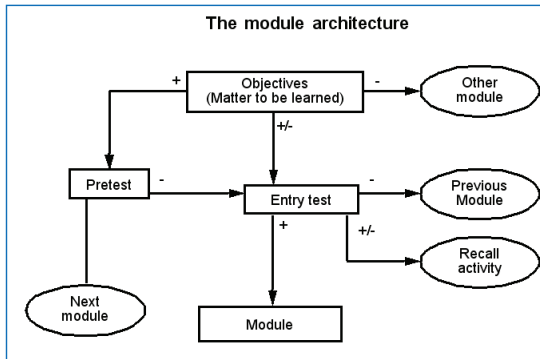 The module architecture
+
Objectives
(Matter to be learned)
-
Other
module
+/-
Pretest
-
Entry test
-
Previous
Module
+
+/-
Recall
activity
Next
module
Module